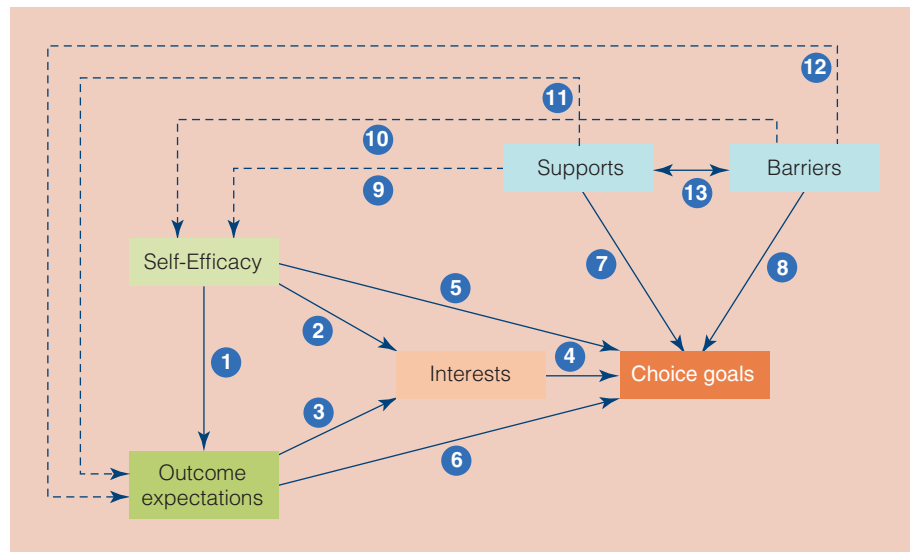 12
11
10
Supports
Barriers
9
13
Self-Efficacy
7
8
5
2
1
4
Interests
Choice goals
3
6
Outcome
expectations